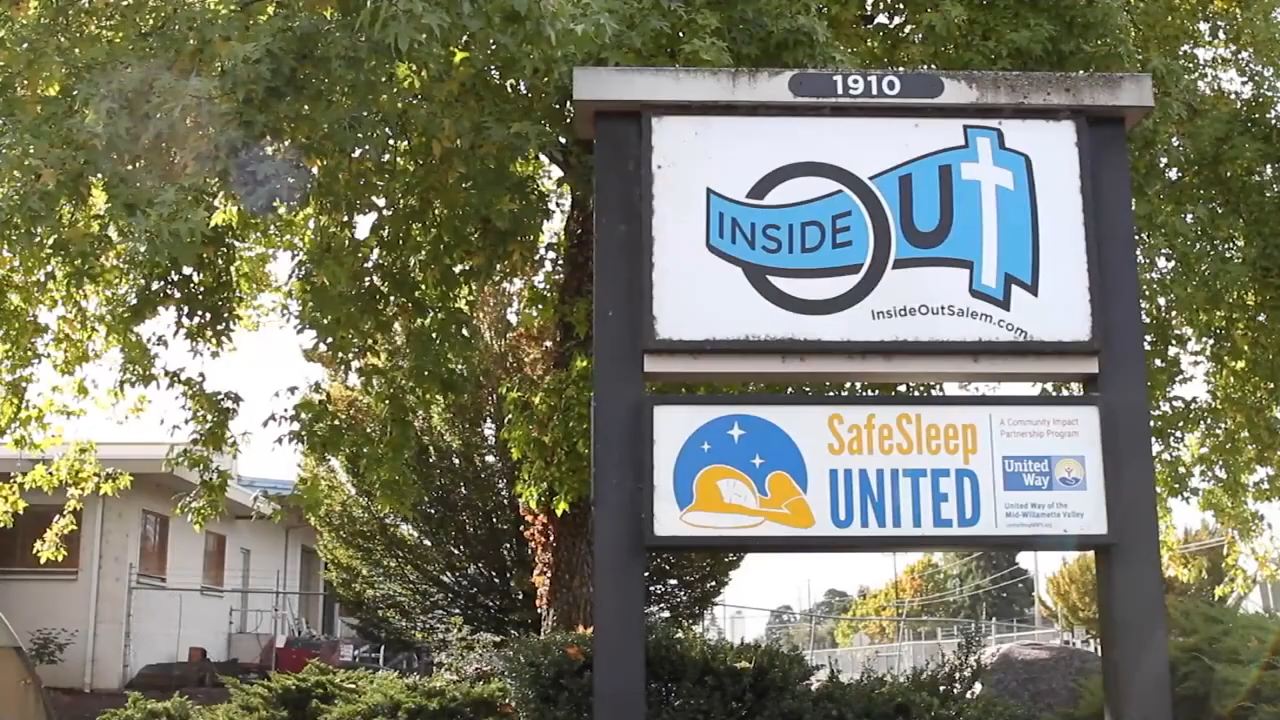 1910
INSIDE OUt
InsideOutSalem.com
SafeSleep
UNITED
A Community Impact
Partnership Program
United
Way
United Way of the
Mid-Willamette Valley